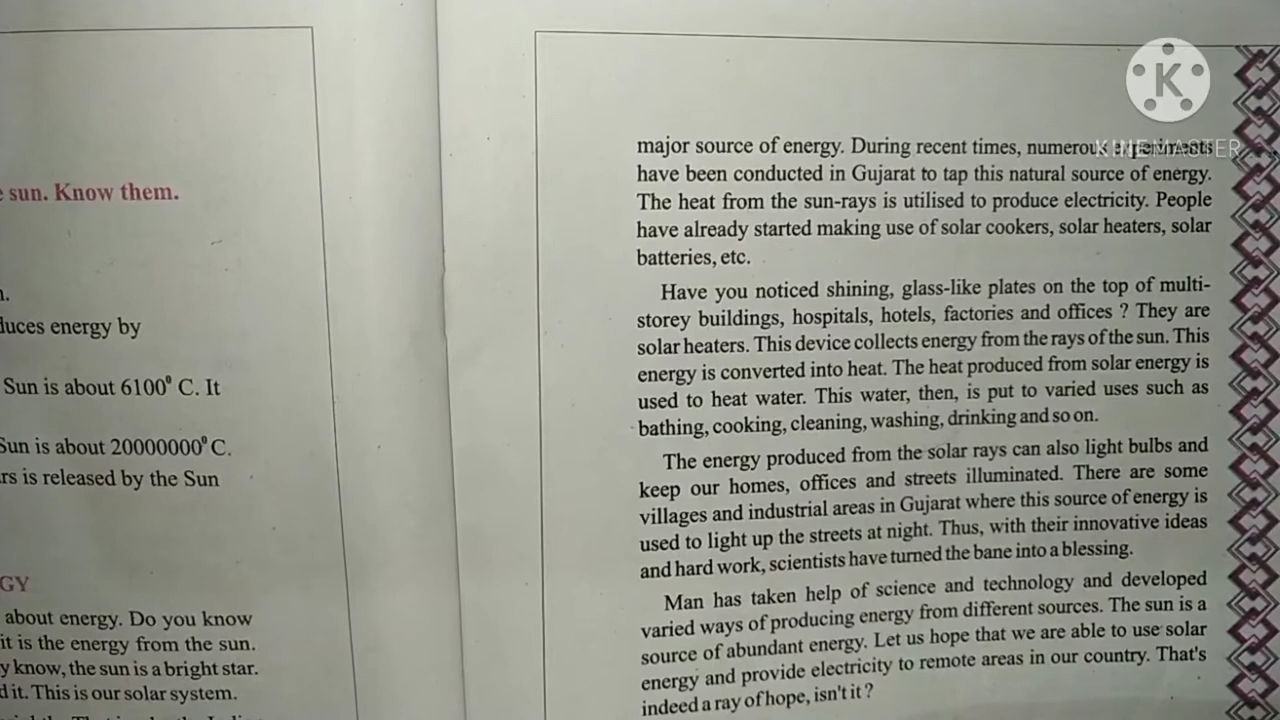 sun. Know them.
duces energy by
Sun is about 6100⁰ C. It
Sun is about 20000000⁰ C.
rs is released by the Sun
GY
about energy. Do you know
it is the energy from the sun.
y know, the sun is a bright star.
d it. This is our solar system.
major source of energy. During recent times, numerous experiments
have been conducted in Gujarat to tap this natural source of energy.
The heat from the sun-rays is utilised to produce electricity. People
have already started making use of solar cookers, solar heaters, solar
batteries, etc.
Have you noticed shining, glass-like plates on the top of multi-
storey buildings, hospitals, hotels, factories and offices ? They are
solar heaters. This device collects energy from the rays of the sun. This
energy is converted into heat. The heat produced from solar energy is
used to heat water. This water, then, is put to varied uses such as
bathing, cooking, cleaning, washing, drinking and so on.
The energy produced from the solar rays can also light bulbs and
keep our homes, offices and streets illuminated. There are some
villages and industrial areas in Gujarat where this source of energy is
used to light up the streets at night. Thus, with their innovative ideas
and hard work, scientists have turned the bane into a blessing.
Man has taken help of science and technology and developed
varied ways of producing energy from different sources. The sun is a
source of abundant energy. Let us hope that we are able to use solar
energy and provide electricity to remote areas in our country. That's
indeed a ray of hope, isn't it ?
K
KINEMASTER